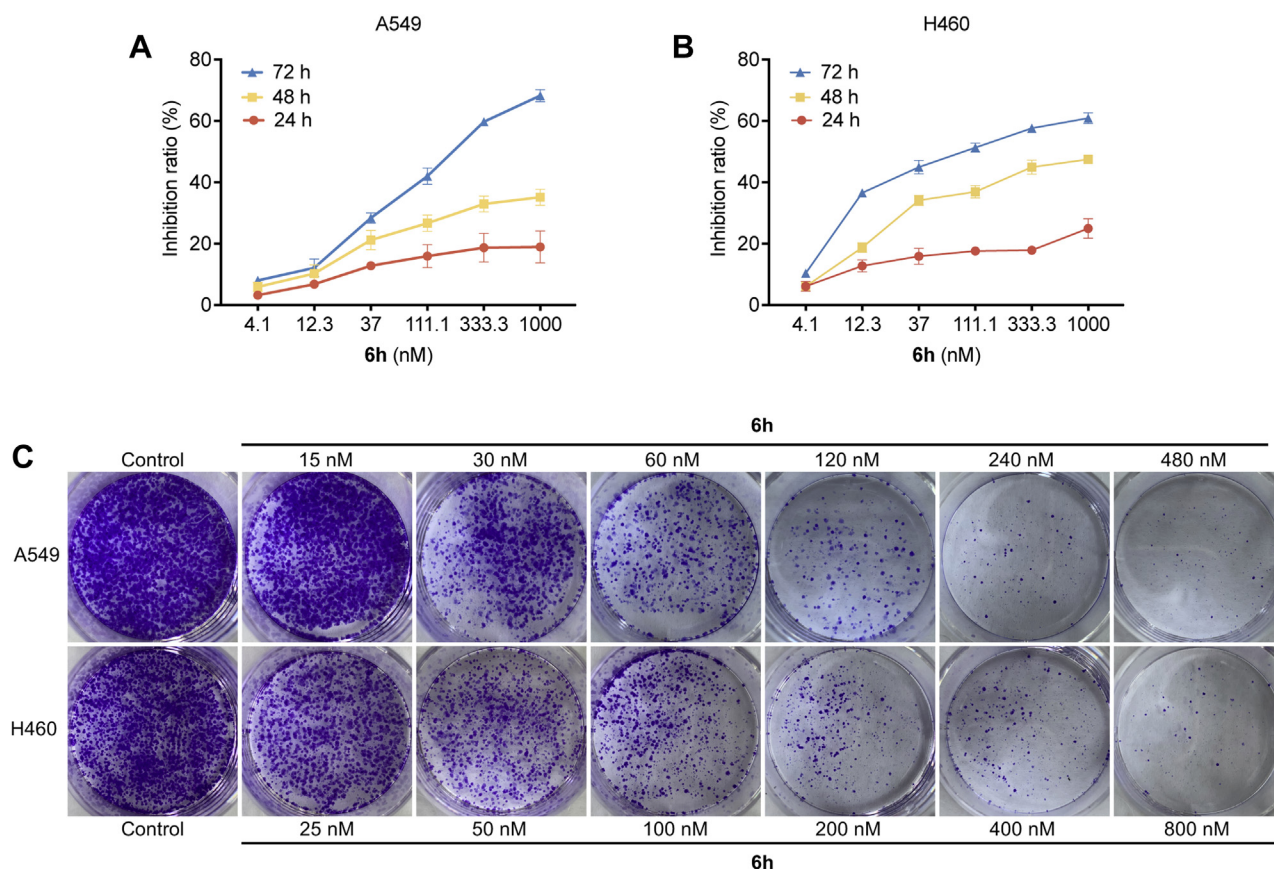 A
A549
80
60
40
20
0
Inhibition ratio (%)
72 h
48 h
24 h
4.1 12.3 37 111.1 333.3 1000
6h (nM)
B
H460
80
60
40
20
0
Inhibition ratio (%)
72 h
48 h
24 h
4.1 12.3 37 111.1 333.3 1000
6h (nM)
C
6h
Control 15 nM 30 nM 60 nM 120 nM 240 nM 480 nM
A549
H460
Control 25 nM 50 nM 100 nM 200 nM 400 nM 800 nM
6h